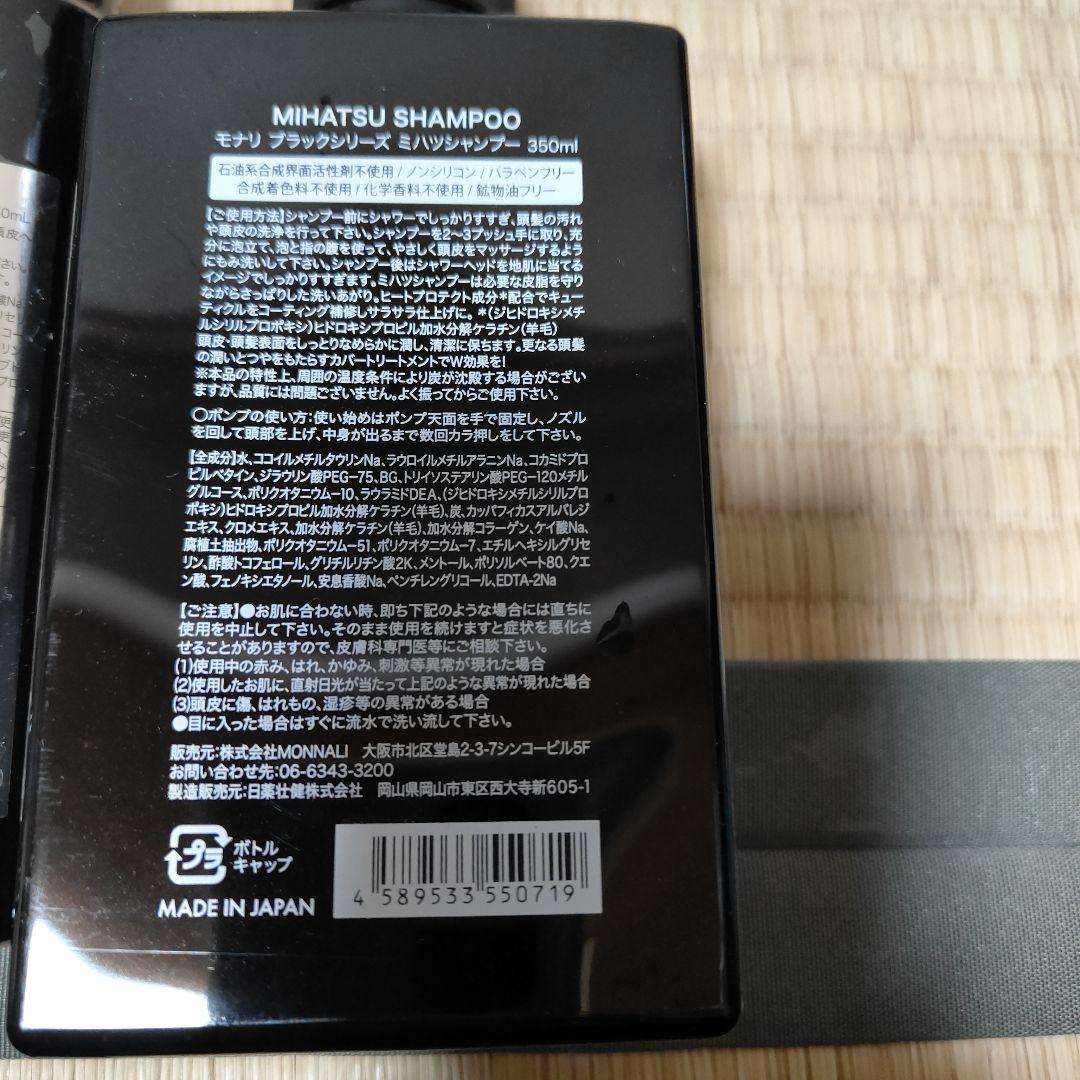 MIHATSU SHAMPOO
モナリ ブラックシリーズ ミハツシャンプー 350ml
石油系合成界面活性剤不使用/ノンシリコン/パラベンフリー
合成着色料不使用/化学香料不使用/鉱物油フリー
【ご使用方法】シャンプー前にシャワーでしっかりすすぎ、頭髪の汚れ
や頭皮の洗浄を行って下さい。シャンプーを2~3プッシュ手に取り、充
分に泡立て、泡と指の腹を使って、やさしく頭皮をマッサージするよう
にもみ洗いして下さい。シャンプー後はシャワーヘッドを地肌に当てる
イメージでしっかりすすぎます。ミハツシャンプーは必要な皮脂を守り
ながらさっぱりした洗いあがり。ヒートプロテクト成分*配合でキュー
ティクルをコーティング補修しサラサラ仕上げに。 *(ジヒドロキシメチ
ルシリルプロポキシ)ヒドロキシプロピル加水分解ケラチン(羊毛)
頭皮・頭髪表面をしっとりなめらかに潤し、清潔に保ちます。更なる頭髪
の潤いとつやをもたらすカバートリートメントでW効果を!
※本品の特性上、周囲の温度条件により炭が沈殿する場合がござい
ますが、品質には問題ございません。よく振ってからご使用下さい。
○ポンプの使い方:使い始めはポンプ天面を手で固定し、ノズル
を回して頭部を上げ、中身が出るまで数回カラ押しをして下さい。
【全成分】水、ココイルメチルタウリンNa、ラウロイルメチルアラニンNa、コカミドプロ
ピルベタイン、ジラウリン酸PEG-75、BG、トリイソステアリン酸PEG-120メチル
グルコース、ポリクオタニウム-10、ラウラミドDEA、(ジヒドロキシメチルシリルプロ
ポキシ)ヒドロキシプロピル加水分解ケラチン(羊毛)、炭、カッパフィカスアルバレジ
エキス、クロメエキス、加水分解ケラチン(羊毛)、加水分解コラーゲン、ケイ酸Na、
腐植土抽出物、ポリクオタニウム-51、ポリクオタニウム-7、エチルヘキシルグリセ
リン、酢酸トコフェロール、グリチルリチン酸2K、メントール、ポリソルベート80、クエ
ン酸、フェノキシエタノール、安息香酸Na、ペンチレングリコール、EDTA-2Na
【ご注意】●お肌に合わない時、即ち下記のような場合には直ちに
使用を中止して下さい。そのまま使用を続けますと症状を悪化さ
せることがありますので、皮膚科専門医等にご相談下さい。
(1)使用中の赤み、はれ、かゆみ、刺激等異常が現れた場合
(2)使用したお肌に、直射日光が当たって上記のような異常が現れた場合
(3)頭皮に傷、はれもの、湿疹等の異常がある場合
●目に入った場合はすぐに流水で洗い流して下さい。
販売元:株式会社MONNALI 大阪市北区堂島2-3-7シンコービル5F
お問い合わせ先:06-6343-3200
製造販売元:日薬壮健株式会社 岡山県岡山市東区西大寺新605-1
プラ
ボトル
キャップ
MADE IN JAPAN
4 589533 550719